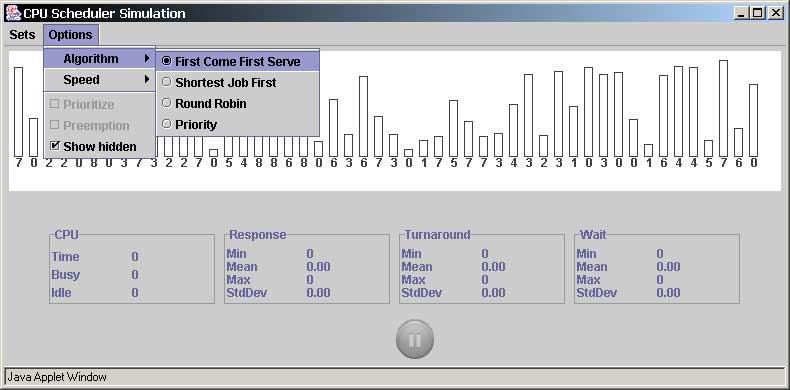 CPU Scheduler Simulation
Sets Options
Algorithm
Speed
Prioritize
Preemption
Show hidden
First Come First Serve
Shortest Job First
Round Robin
Priority
7 0 2 2 0 8 0 3 7 3 2 2 7 0 5 4 8 8 6 8 0 6 3 6 7 3 0 1 7 5 7 7 3 4 3 2 3 1 0 3 0 0 1 6 4 4 5 7 6 0
CPU
Time 0
Busy 0
Idle 0
Response
Min 0
Mean 0.00
Max 0
StdDev 0.00
Turnaround
Min 0
Mean 0.00
Max 0
StdDev 0.00
Wait
Min 0
Mean 0.00
Max 0
StdDev 0.00
Java Applet Window